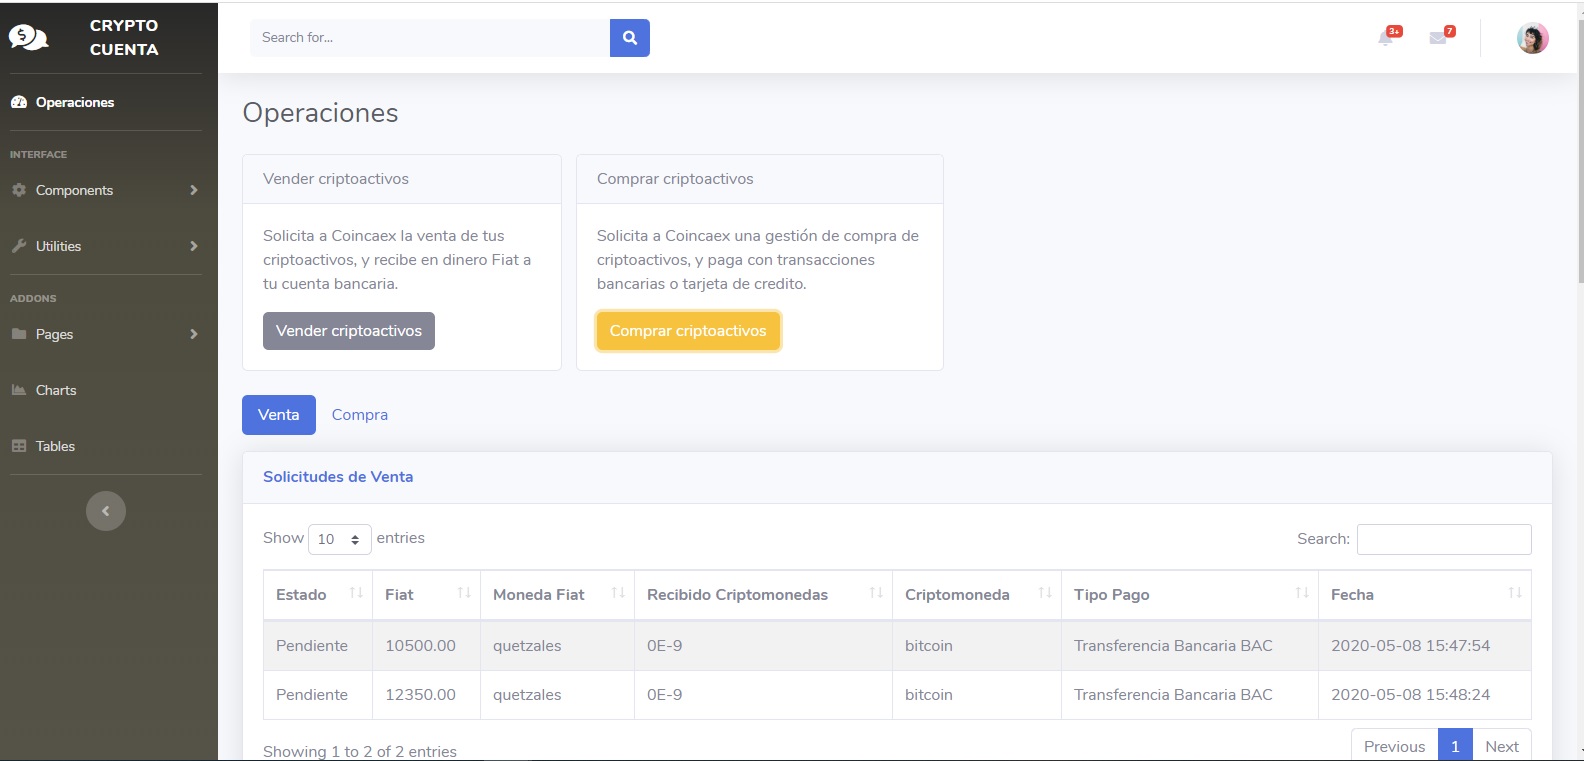 CRYPTO
CUENTA
Operaciones
INTERFACE
Components
Utilities
ADDONS
Pages
Charts
Tables
Search for...
3+
7
Operaciones
Vender criptoactivos
Solicita a Coincaex la venta de tus
criptoactivos, y recibe en dinero Fiat a
tu cuenta bancaria.
Vender criptoactivos
Comprar criptoactivos
Solicita a Coincaex una gestión de compra de
criptoactivos, y paga con transacciones
bancarias o tarjeta de credito.
Comprar criptoactivos
Venta Compra
Solicitudes de Venta
Show 10 entries Search:
Estado Fiat Moneda Fiat Recibido Criptomonedas Criptomoneda Tipo Pago Fecha
Pendiente 10500.00 quetzales 0E-9 bitcoin Transferencia Bancaria BAC 2020-05-08 15:47:54
Pendiente 12350.00 quetzales 0E-9 bitcoin Transferencia Bancaria BAC 2020-05-08 15:48:24
Showing 1 to 2 of 2 entries Previous 1 Next